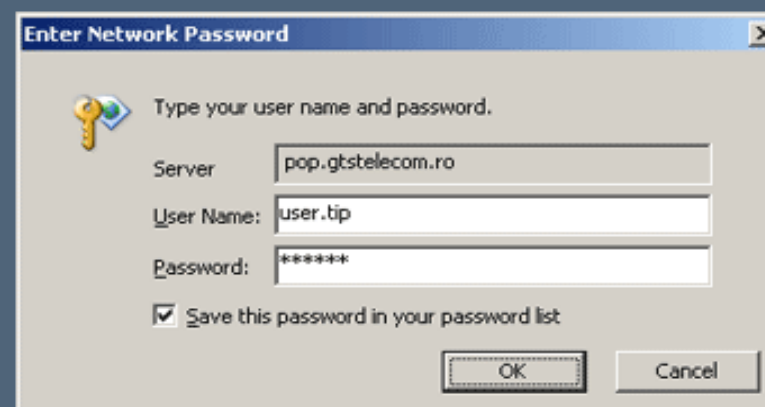 Enter Network Password
Type your user name and password.
Server pop.gtstelecom.ro
User Name: user.tip
Password: ******
Save this password in your password list
OK Cancel